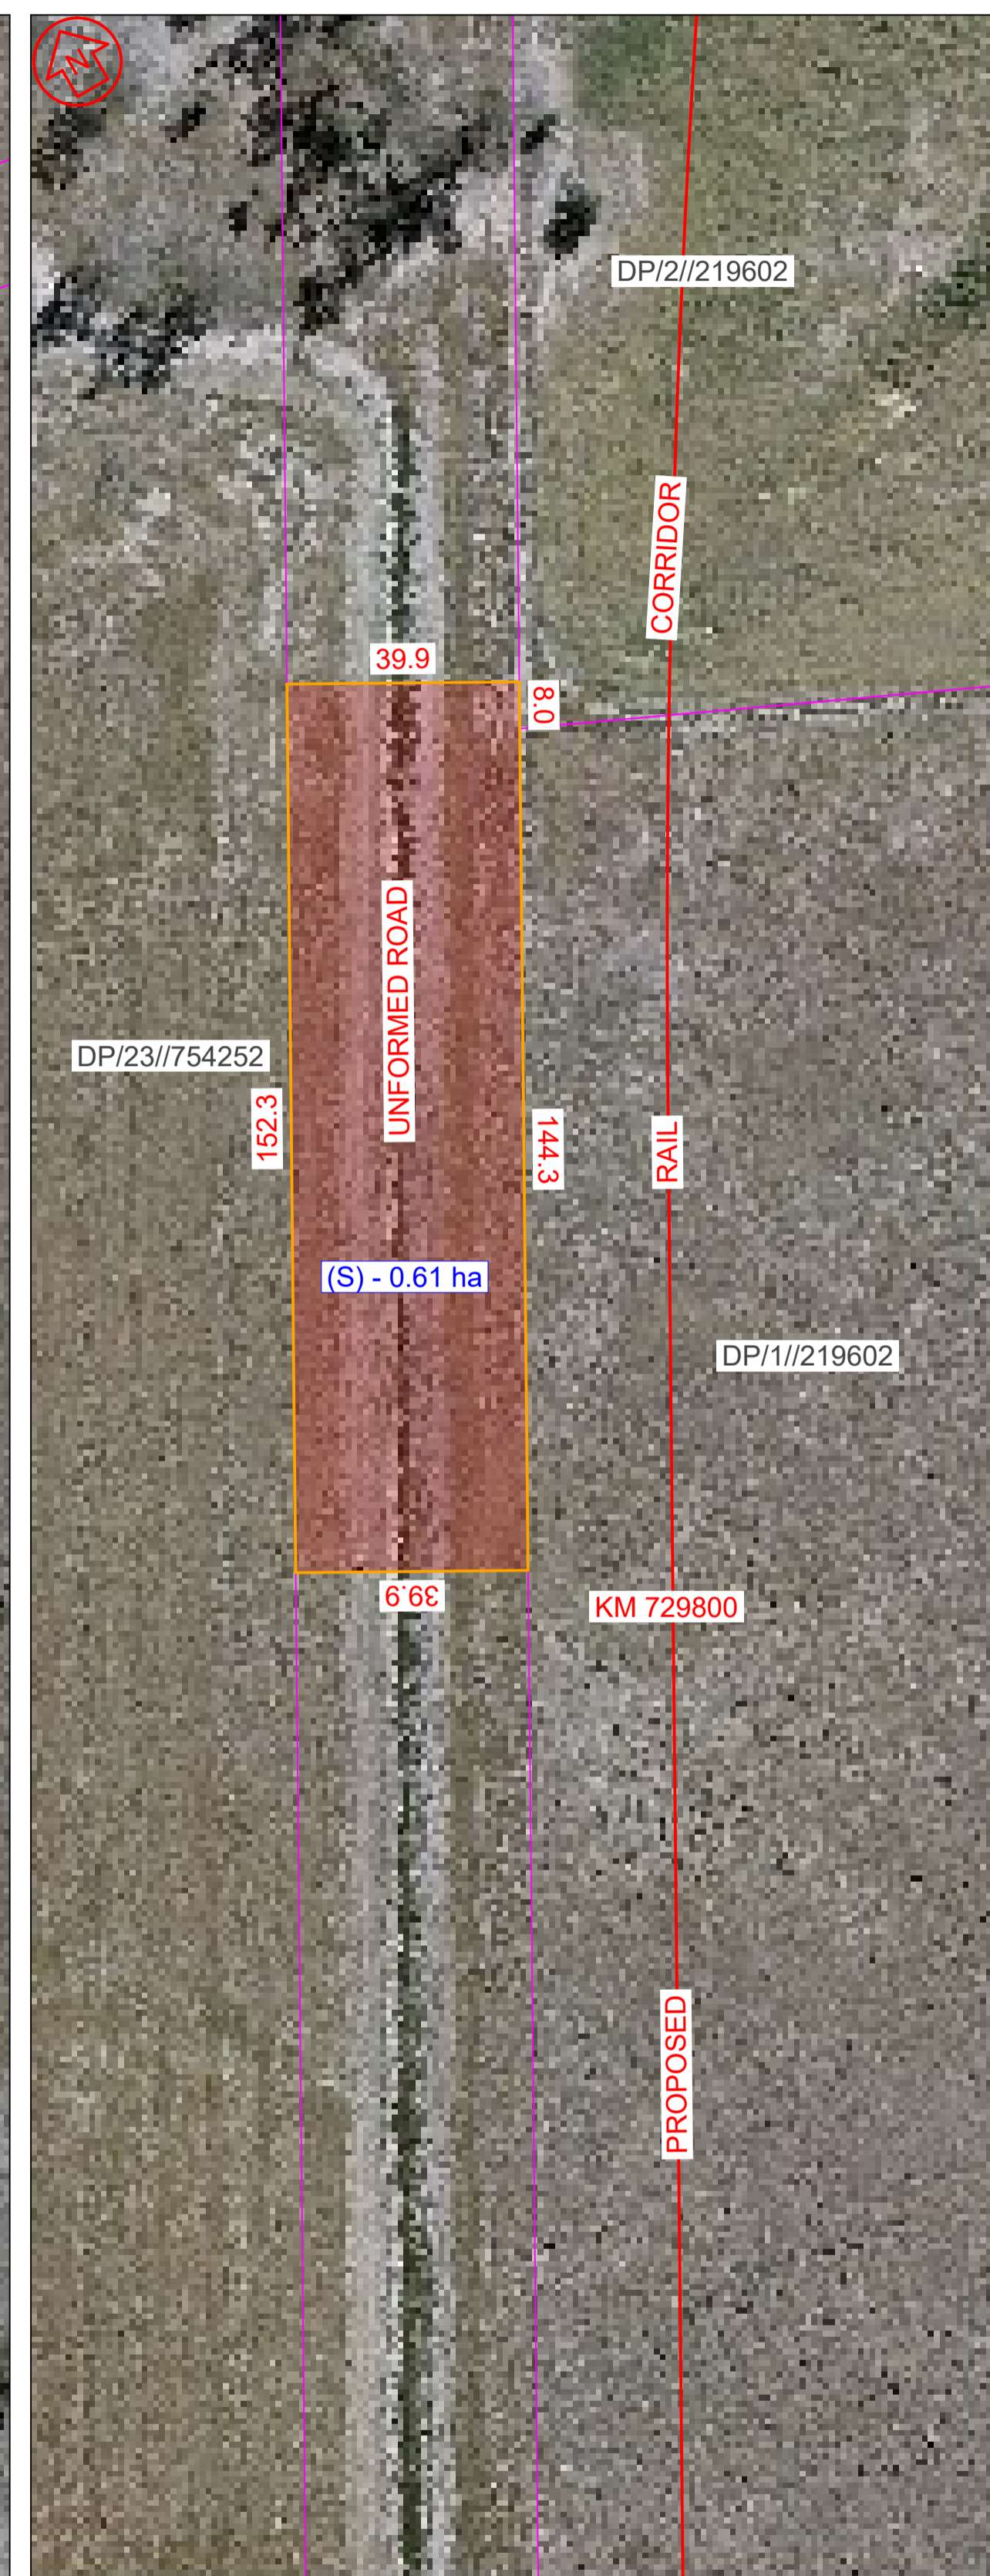 N
DP/2//219602
CORRIDOR
39.9
8.0
UNFORMED ROAD
DP/23//754252
152.3
144.3
RAIL
(S) - 0.61 ha
DP/1//219602
39.9
KM 729800
PROPOSED